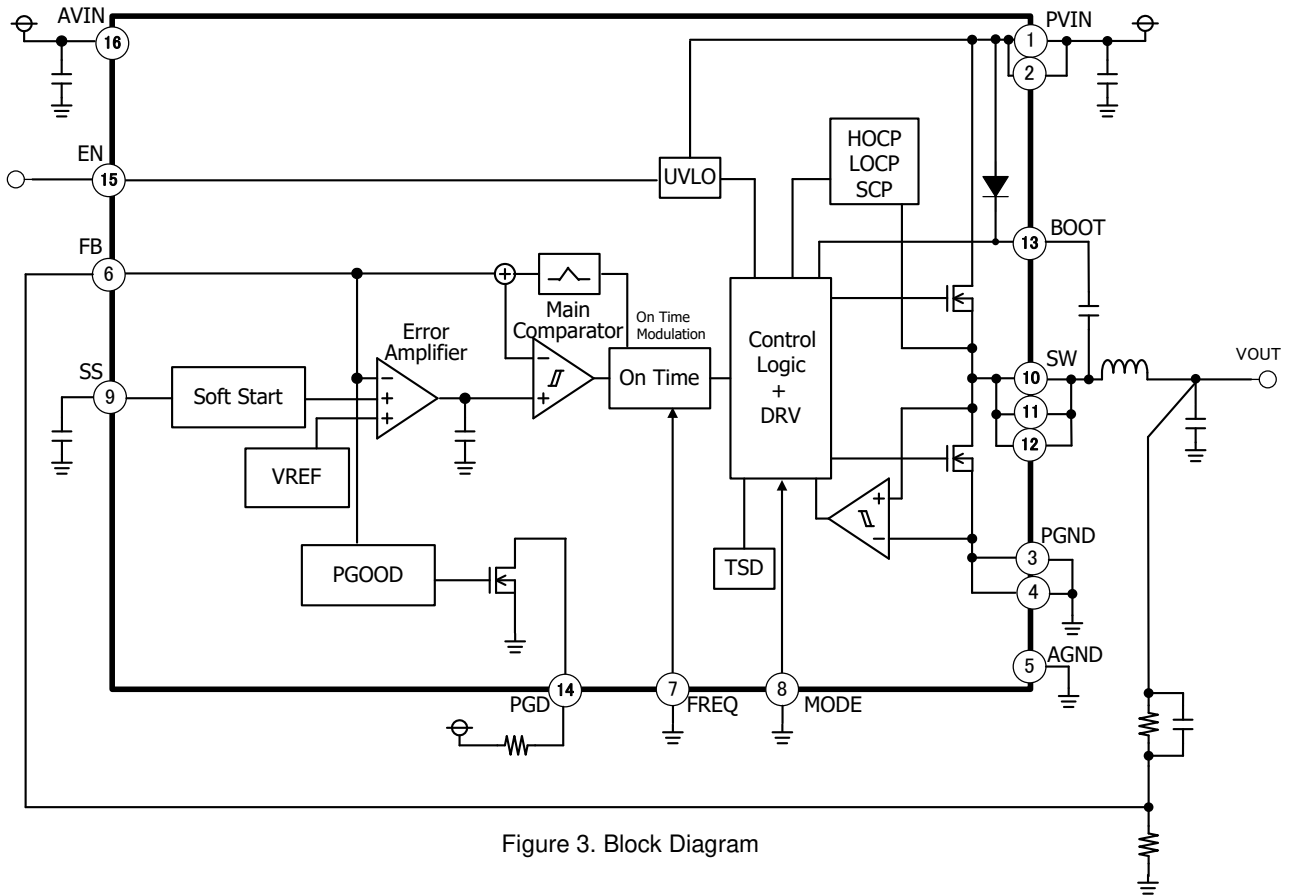 AVIN
16
PVIN
1
2
EN
15
UVLO
HOCP
LOCP
SCP
BOOT
13
FB
6
Main
Comparator
On Time
Modulation
Error
Amplifier
−
+
+
−
+
SS
9
Soft Start
On Time
Control
Logic
+
DRV
10
SW
11
12
VOUT
VREF
+
−
PGND
3
4
PGOOD
TSD
5
AGND
14
PGD
7
FREQ
8
MODE
Figure 3. Block Diagram